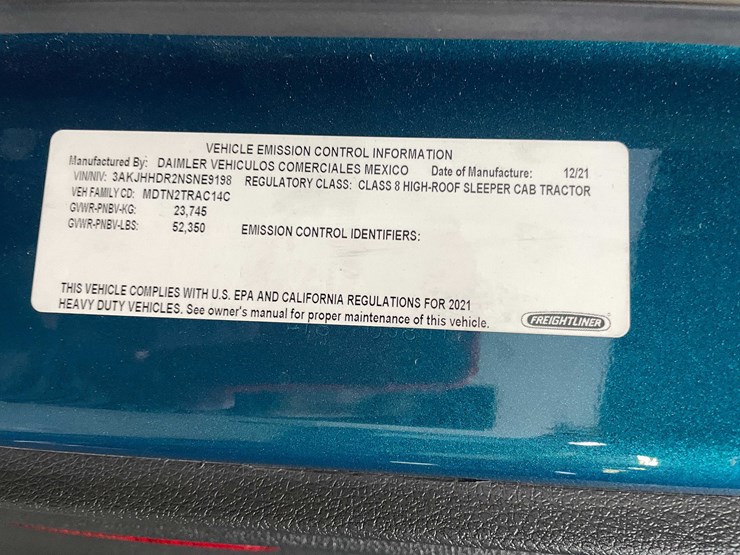 VEHICLE EMISSION CONTROL INFORMATION
Manufactured By: DAIMLER VEHICULOS COMERCIALES MEXICO Date of Manufacture: 12/21
VIN/NIV: 3AKJHHDR2NSNE9198 REGULATORY CLASS: CLASS 8 HIGH-ROOF SLEEPER CAB TRACTOR
VEH FAMILY CD: MDTN2TRAC14C
GVWR-PNBV-KG: 23,745
GVWR-PNBV-LBS: 52,350 EMISSION CONTROL IDENTIFIERS:
THIS VEHICLE COMPLIES WITH U.S. EPA AND CALIFORNIA REGULATIONS FOR 2021
HEAVY DUTY VEHICLES. See owner's manual for proper maintenance of this vehicle.
FREIGHTLINER